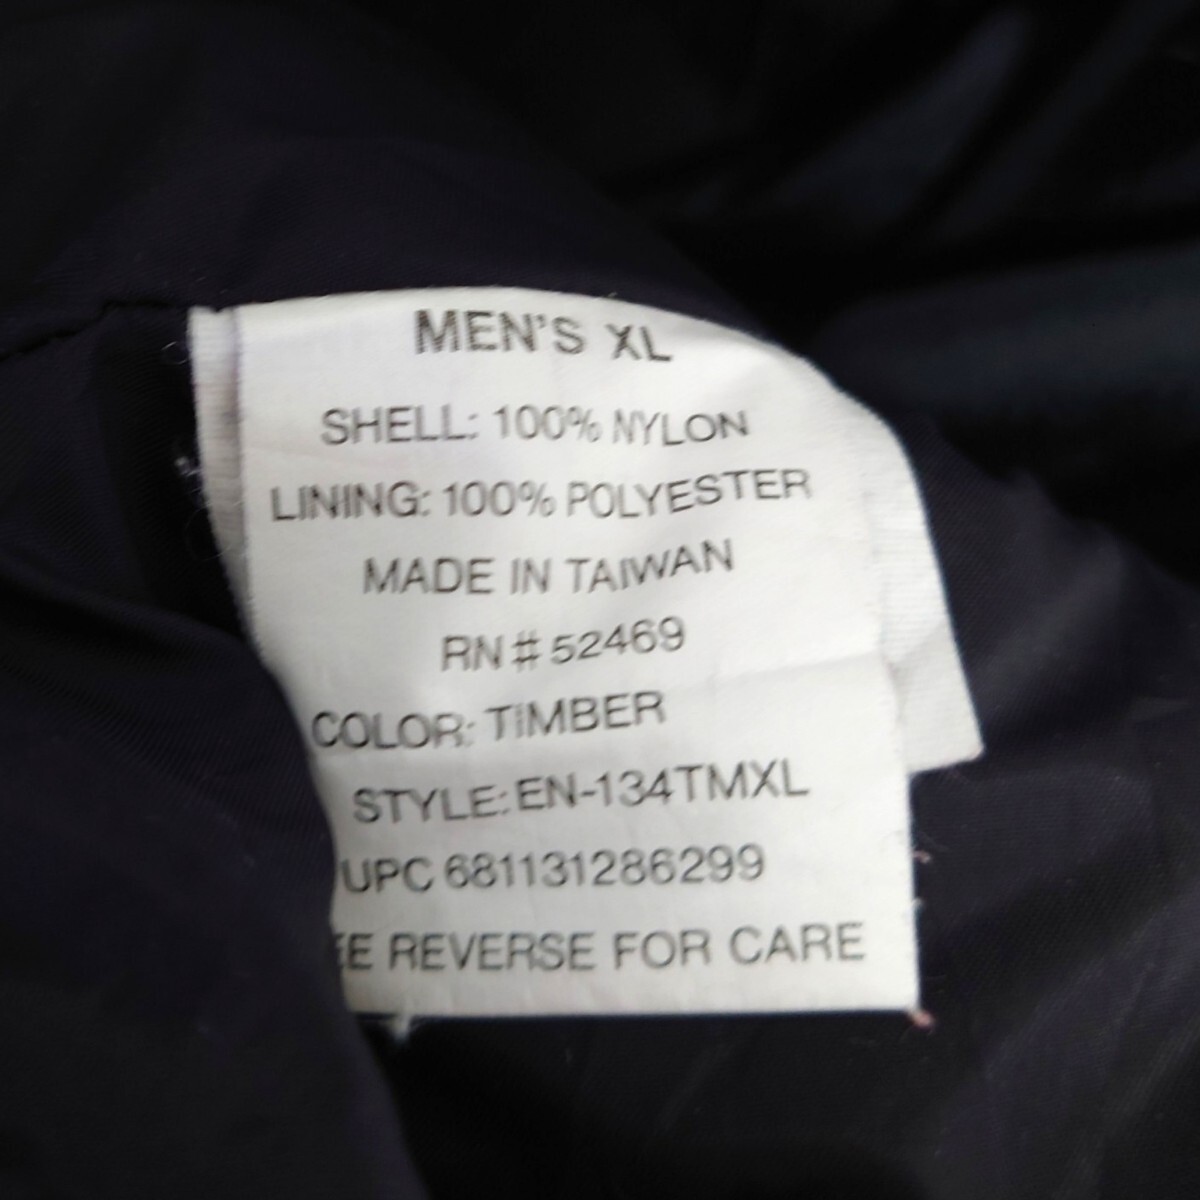 MEN'S XL
SHELL: 100% NYLON
LINING: 100% POLYESTER
MADE IN TAIWAN
RN # 52469
COLOR: TIMBER
STYLE: EN-134TMXL
UPC 681131286299
EE REVERSE FOR CARE